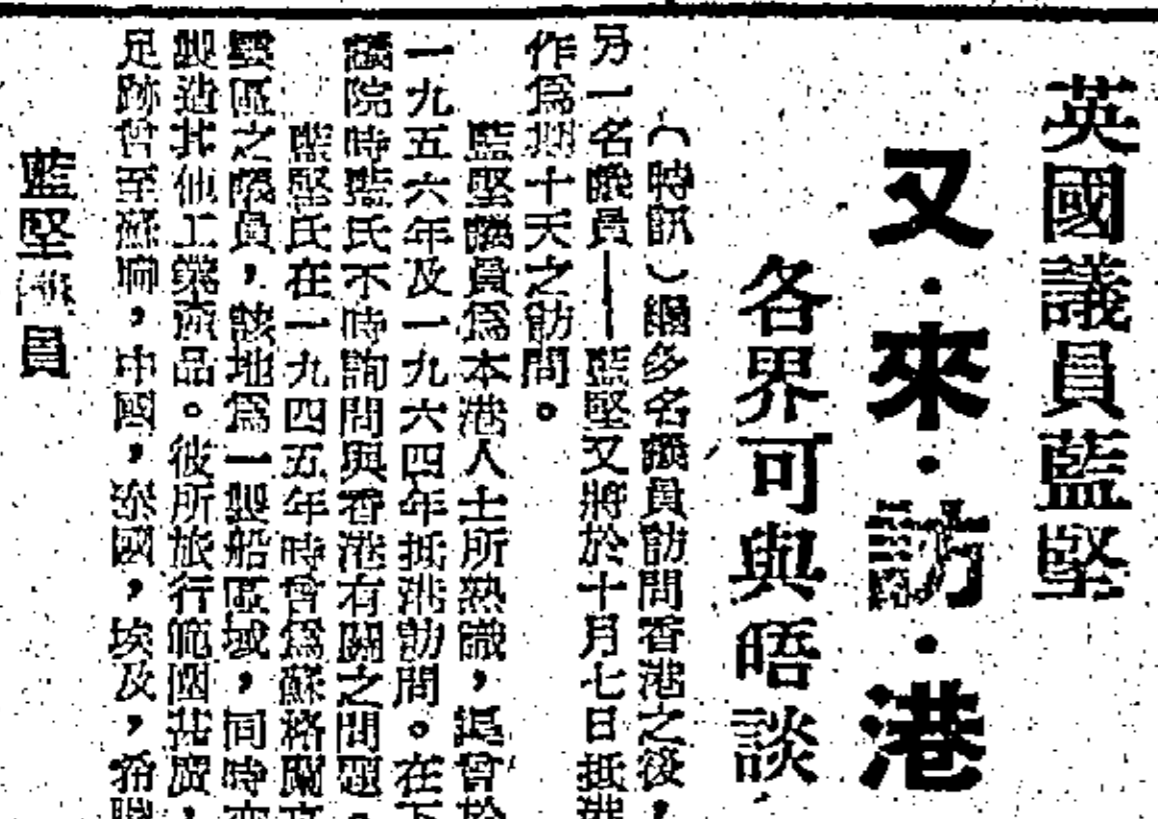 英國議員藍堅
又·來·訪·港
各界可與晤談
（時訊）繼多名議員訪問香港之後，
另一名議員——藍堅又將於十月七日抵港
作爲期十天之訪問。
藍堅議員爲本港人士所熟識，是曾於
一九五六年及一九六四年抵港訪問。在下
議院時藍氏不時詢問與香港有關之問題。
藍堅氏在一九四五年時曾爲蘇格蘭
區之議員，該地爲一製船區域，同時亦
製造其他工業產品。彼所旅行範圍甚廣，
足跡曾至蘇聯，中國，泰國，埃及，希臘
藍堅議員